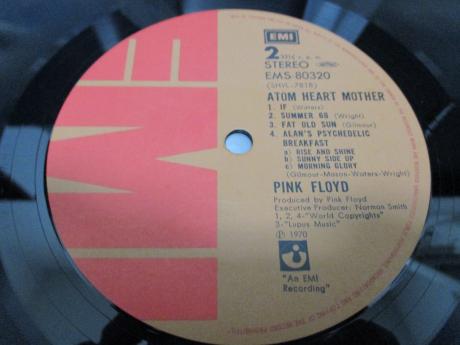 EMI
EMI
2 33⅓ r.p.m.
STEREO
EMS 80320
(SHVL-7818)
ATOM HEART MOTHER
1. IF (Waters)
2. SUMMER 68 (Wright)
3. FAT OLD SUN (Gilmour)
4. ALAN'S PSYCHEDELIC
BREAKFAST
a) RISE AND SHINE
b) SUNNY SIDE UP
c) MORNING GLORY
(Gilmour-Mason-Waters-Wright)
PINK FLOYD
Produced by Pink Floyd
Executive Producer: Norman Smith
1, 2, 4-"World Copyrights"
3-"Lupus Music"
Ⓟ 1970
"An EMI
Recording"